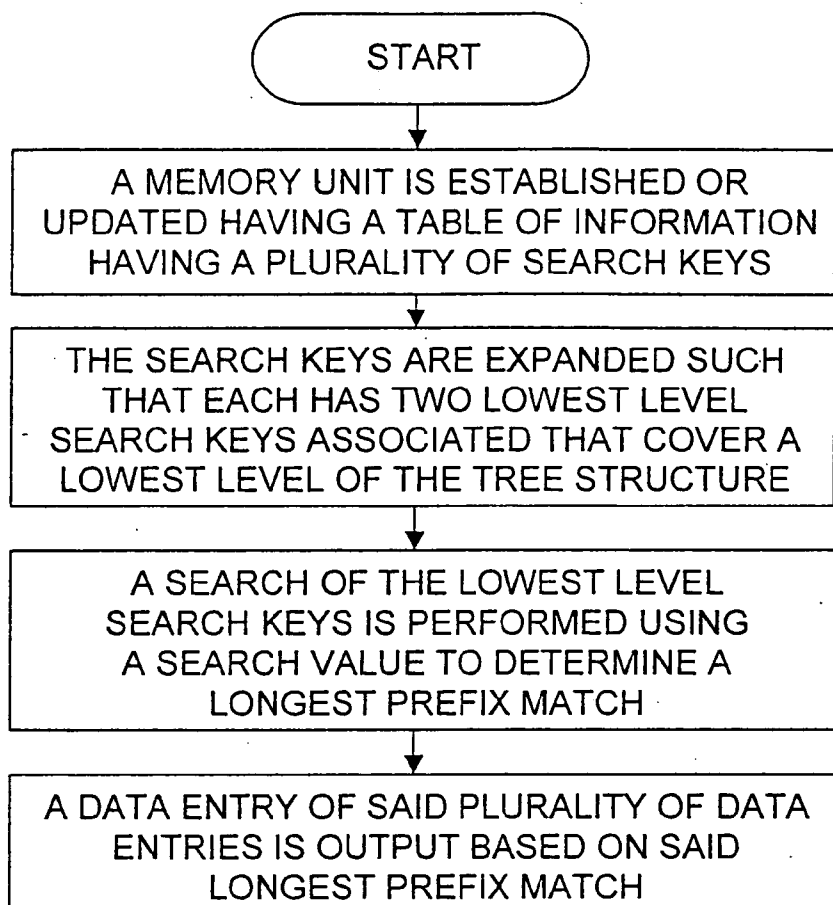 START
A MEMORY UNIT IS ESTABLISHED OR
UPDATED HAVING A TABLE OF INFORMATION
HAVING A PLURALITY OF SEARCH KEYS
THE SEARCH KEYS ARE EXPANDED SUCH
THAT EACH HAS TWO LOWEST LEVEL
SEARCH KEYS ASSOCIATED THAT COVER A
LOWEST LEVEL OF THE TREE STRUCTURE
A SEARCH OF THE LOWEST LEVEL
SEARCH KEYS IS PERFORMED USING
A SEARCH VALUE TO DETERMINE A
LONGEST PREFIX MATCH
A DATA ENTRY OF SAID PLURALITY OF DATA
ENTRIES IS OUTPUT BASED ON SAID
LONGEST PREFIX MATCH